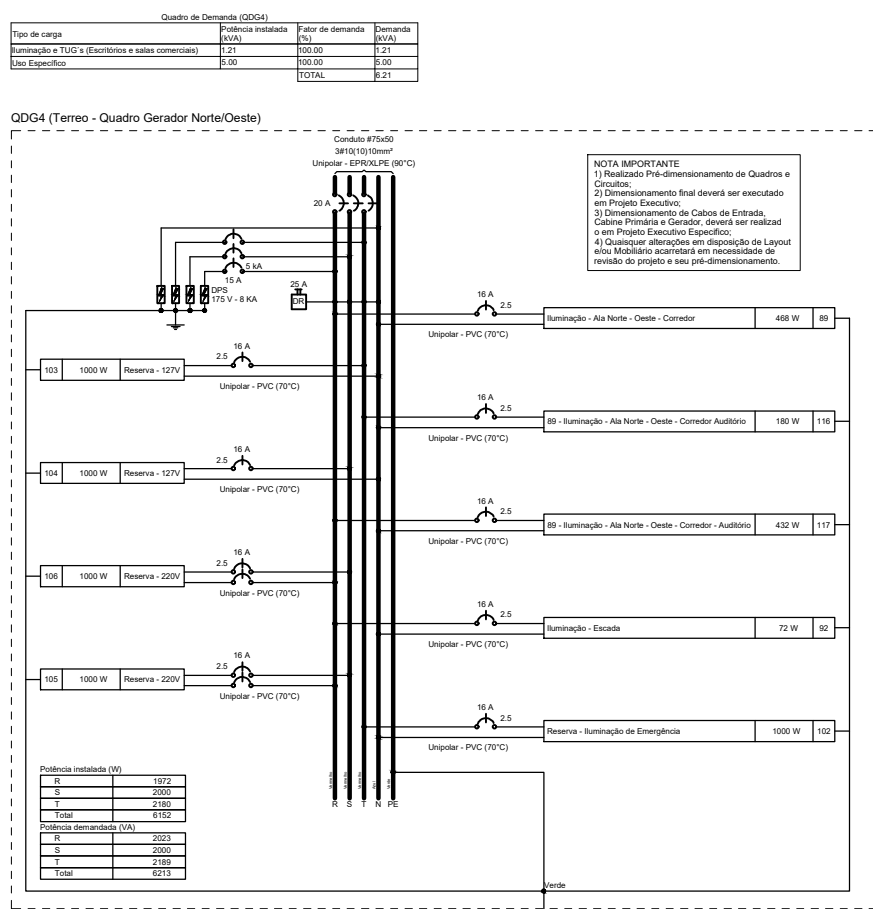 Quadro de Demanda (QDG4)
Tipo de carga
Potência instalada
(kVA)
Fator de demanda
(%)
Demanda
(kVA)
Iluminação e TUG´s (Escritórios e salas comerciais) 1.21 100.00 1.21
Uso Específico 5.00 100.00 5.00
TOTAL 6.21
QDG4 (Terreo - Quadro Gerador Norte/Oeste)
Conduto #75x50
3#10(10)10mm²
Unipolar - EPR/XLPE (90°C)
20 A
5 kA
15 A
DPS
175 V - 8 KA
25 A
DR
NOTA IMPORTANTE
1) Realizado Pré-dimensionamento de Quadros e
Circuitos;
2) Dimensionamento final deverá ser executado
em Projeto Executivo;
3) Dimensionamento de Cabos de Entrada,
Cabine Primária e Gerador, deverá ser realizad
o em Projeto Executivo Especifico;
4) Quaisquer alterações em disposição de Layout
e/ou Mobiliário acarretará em necessidade de
revisão do projeto e seu pré-dimensionamento.
16 A
2.5
Unipolar - PVC (70°C)
Iluminação - Ala Norte - Oeste - Corredor 468 W 89
103 1000 W Reserva - 127V
2.5
16 A
Unipolar - PVC (70°C)
16 A
2.5
Unipolar - PVC (70°C)
89 - Iluminação - Ala Norte - Oeste - Corredor Auditório 180 W 116
104 1000 W Reserva - 127V
2.5
16 A
Unipolar - PVC (70°C)
16 A
2.5
Unipolar - PVC (70°C)
89 - Iluminação - Ala Norte - Oeste - Corredor - Auditório 432 W 117
106 1000 W Reserva - 220V
2.5
16 A
Unipolar - PVC (70°C)
16 A
2.5
Unipolar - PVC (70°C)
Iluminação - Escada 72 W 92
105 1000 W Reserva - 220V
2.5
16 A
Unipolar - PVC (70°C)
16 A
2.5
Unipolar - PVC (70°C)
Reserva - Iluminação de Emergência 1000 W 102
Potência instalada (W)
R 1972
S 2000
T 2180
Total 6152
Potência demandada (VA)
R 2023
S 2000
T 2189
Total 6213
R S T N PE
Verde